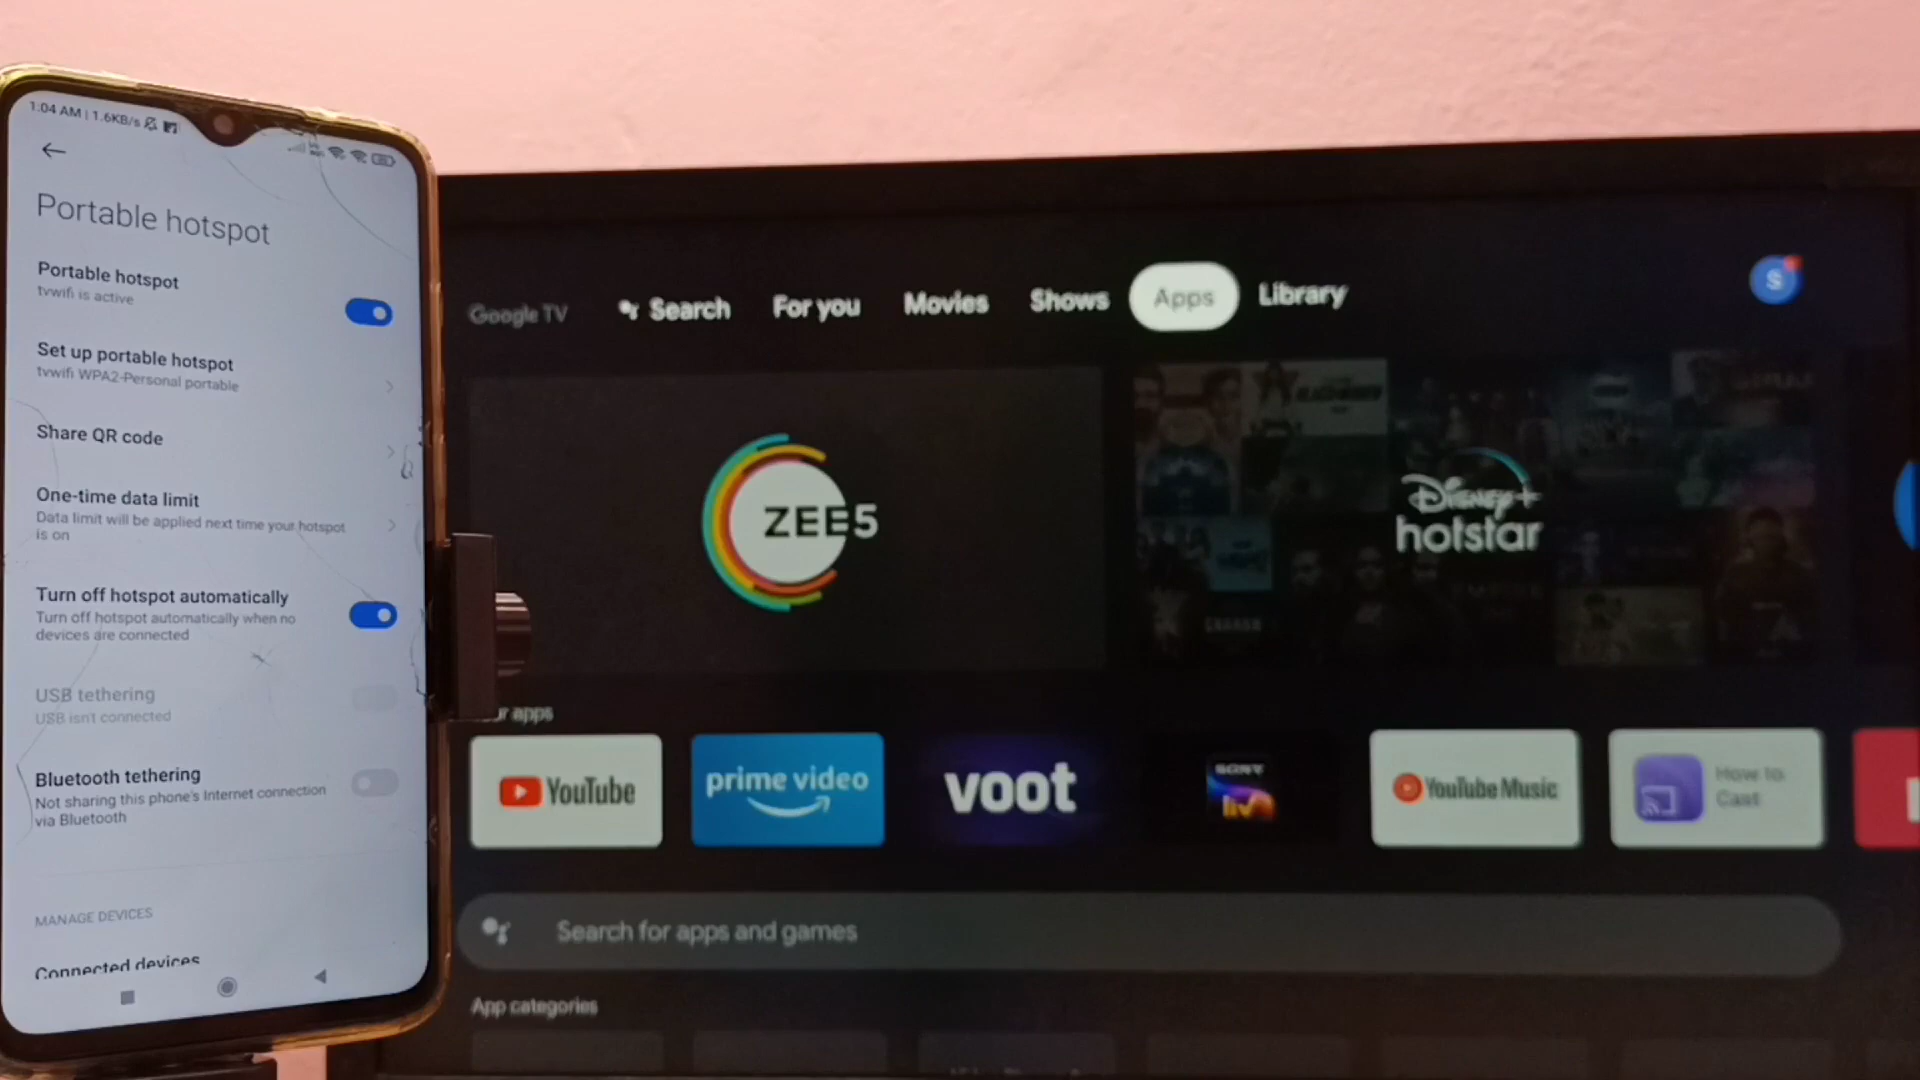 1:04 AM | 1.6KB/s
Portable hotspot
Portable hotspot
tvwifi is active
Set up portable hotspot
tvwifi WPA2-Personal portable
Share QR code
One-time data limit
Data limit will be applied next time your hotspot
is on
Turn off hotspot automatically
Turn off hotspot automatically when no
devices are connected
USB tethering
USB isn't connected
Bluetooth tethering
Not sharing this phone's Internet connection
via Bluetooth
MANAGE DEVICES
Connected devices
Google TV Search For you Movies Shows Apps Library S
ZEE5
Disney+
hotstar
apps
YouTube
prime video
voot
SONY
liv
YouTube Music
How to
Cast
Search for apps and games
App categories